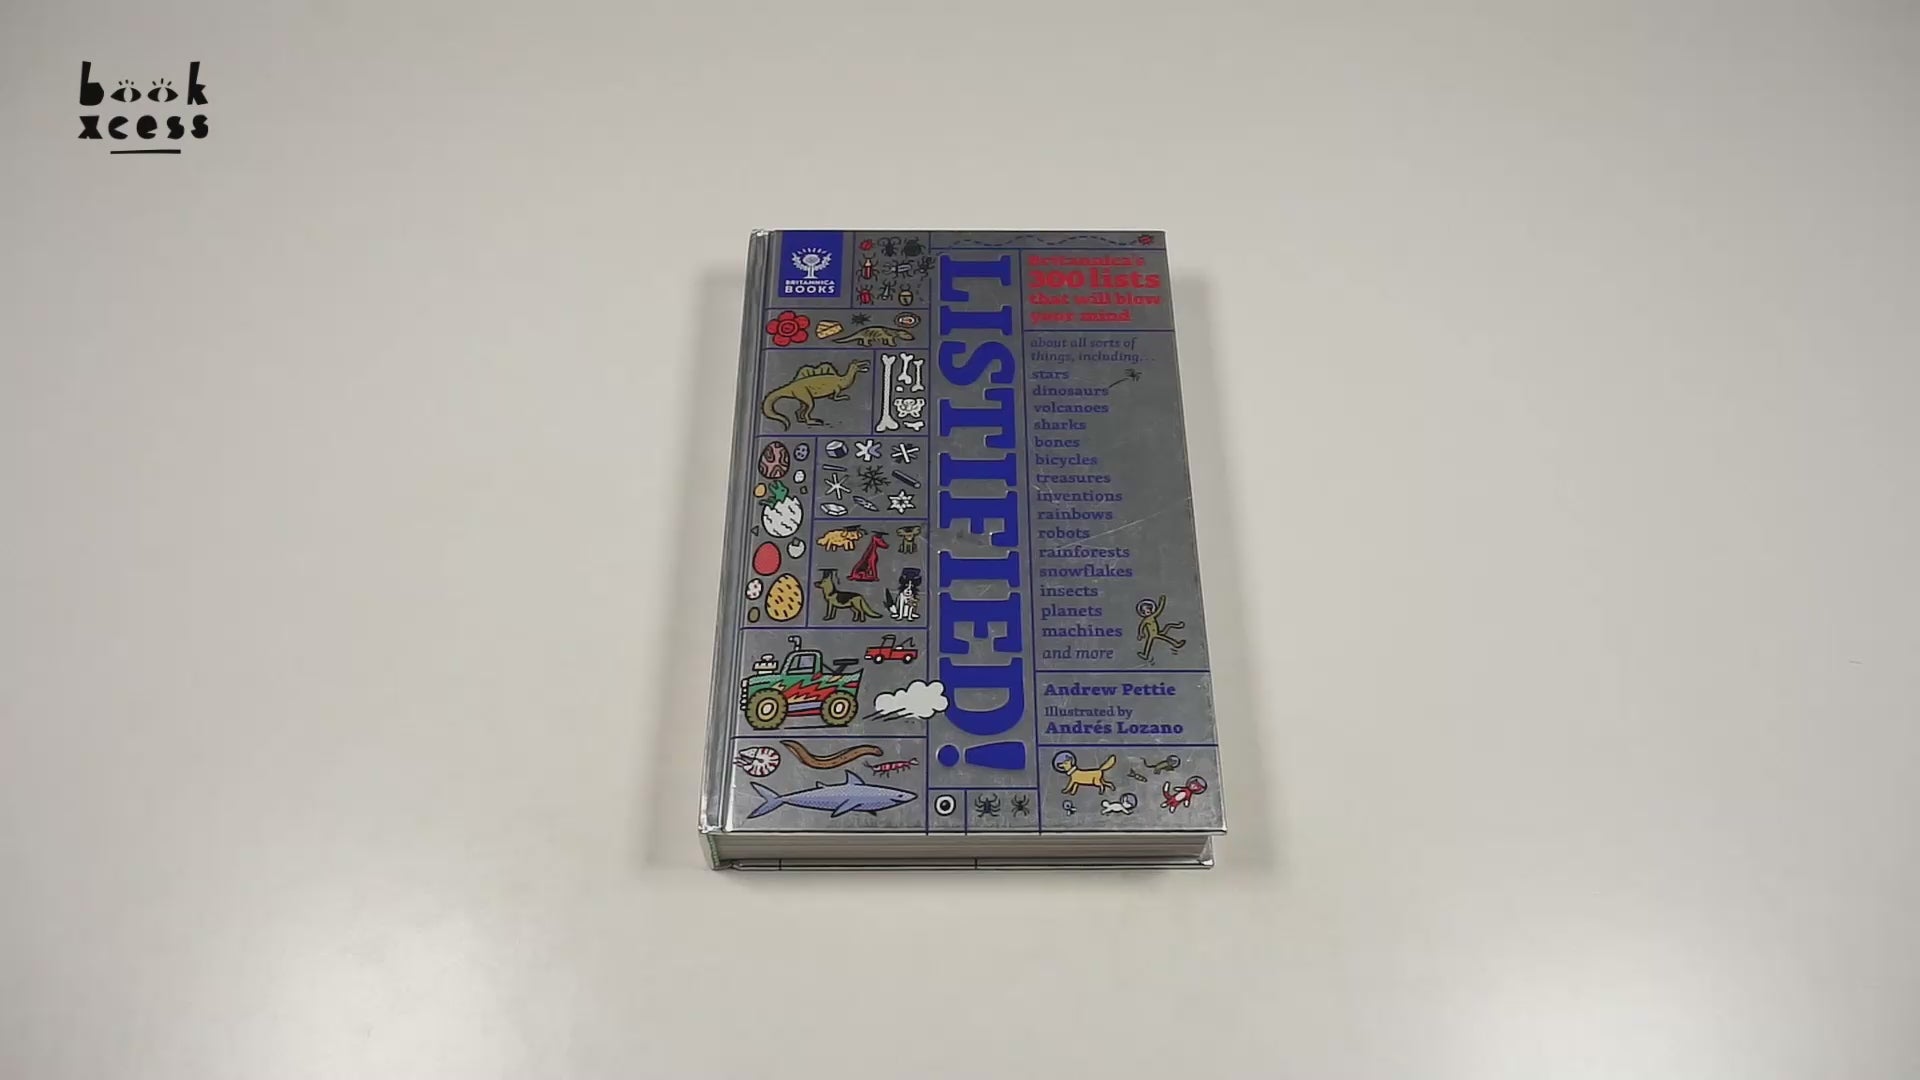 book
xcess
BRITANNICA
BOOKS
LISTIFIED!
Britannica's
300 lists
that will blow
your mind
about all sorts of
things, including...
stars
dinosaurs
volcanoes
sharks
bones
bicycles
treasures
inventions
rainbows
robots
rainforests
snowflakes
insects
planets
machines
and more
Andrew Pettie
Illustrated by
Andrés Lozano